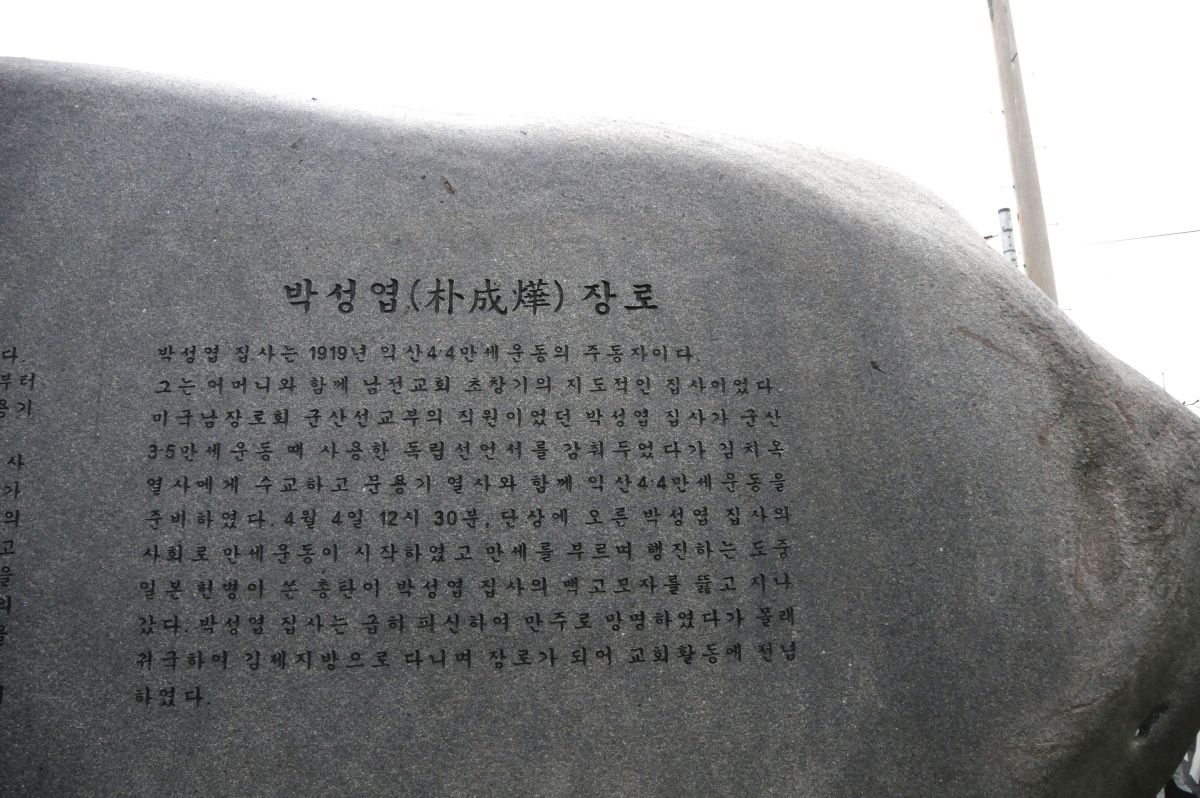 박성엽(朴成燁) 장로
박성엽 집사는 1919년 익산4·4만세운동의 주동자이다.
그는 어머니와 함께 남전교회 초창기의 지도적인 집사이었다.
미국남장로회 군산선교부의 직원이었던 박성엽 집사가 군산
3·5만세운동 때 사용한 독립선언서를 감춰두었다가 김치옥
열사에게 수교하고 문용기 열사와 함께 익산4·4만세운동을
준비하였다. 4월 4일 12시 30분, 단상에 오른 박성엽 집사의
사회로 만세운동이 시작하였고 만세를 부르며 행진하는 도중
일본 헌병이 쏜 총탄이 박성엽 집사의 맥고모자를 뚫고 지나
갔다. 박성엽 집사는 급히 피신하여 만주로 망명하였다가 몰래
귀국하여 김제지방으로 다니며 장로가 되어 교회활동에 전념
하였다.
다.
부터
용기
사
가
의
고
을
의